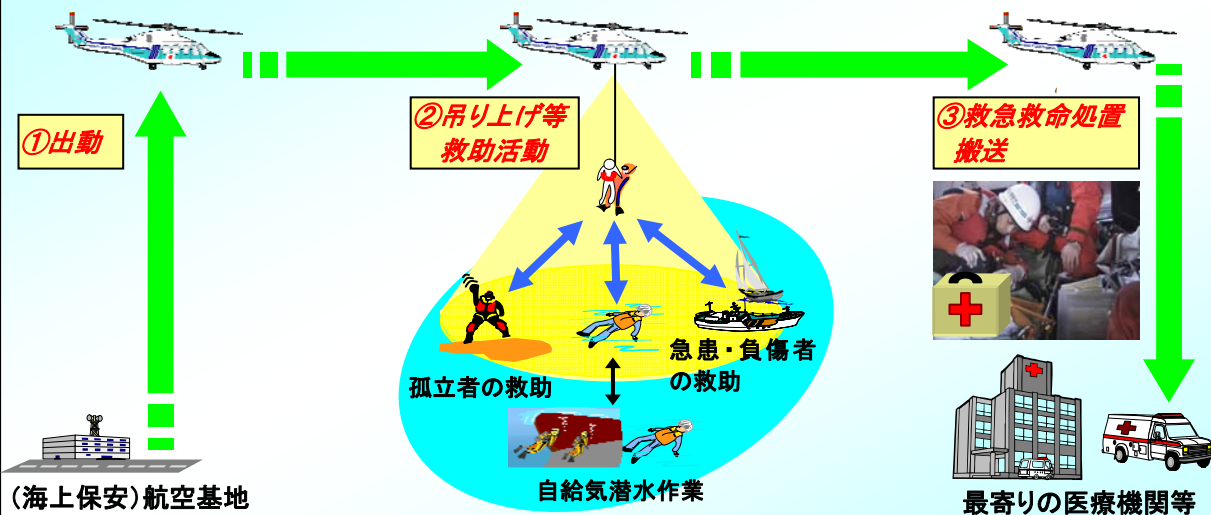 ①出動
②吊り上げ等
救助活動
③救急救命処置
搬送
孤立者の救助
急患・負傷者
の救助
自給気潜水作業
(海上保安)航空基地
最寄りの医療機関等